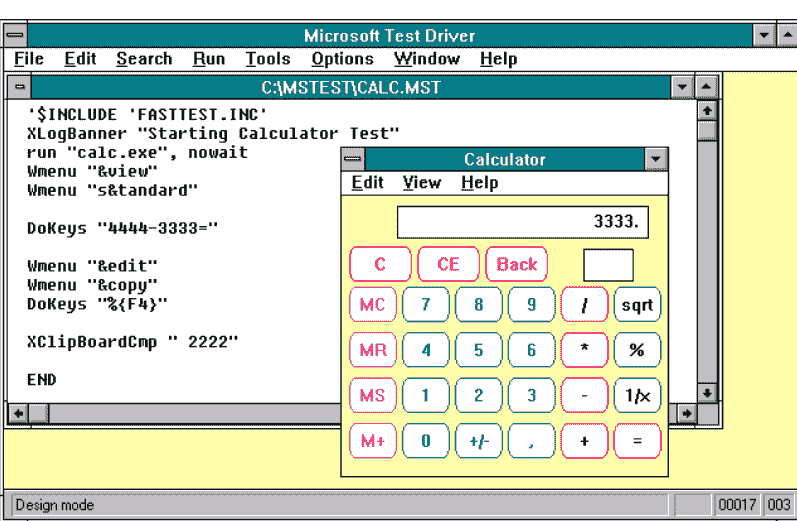 Microsoft Test Driver
File Edit Search Run Tools Options Window Help
C:\MSTEST\CALC.MST
'$INCLUDE 'FASTTEST.INC'
XLogBanner "Starting Calculator Test"
run "calc.exe", nowait
Wmenu "&view"
Wmenu "s&tandard"
DoKeys "4444-3333="
Wmenu "&edit"
Wmenu "&copy"
DoKeys "%{F4}"
XClipBoardCmp " 2222"
END
Calculator
Edit View Help
3333.
C CE Back
MC 7 8 9 / sqrt
MR 4 5 6 * %
MS 1 2 3 - 1/x
M+ 0 +/- , + =
Design mode 00017 003